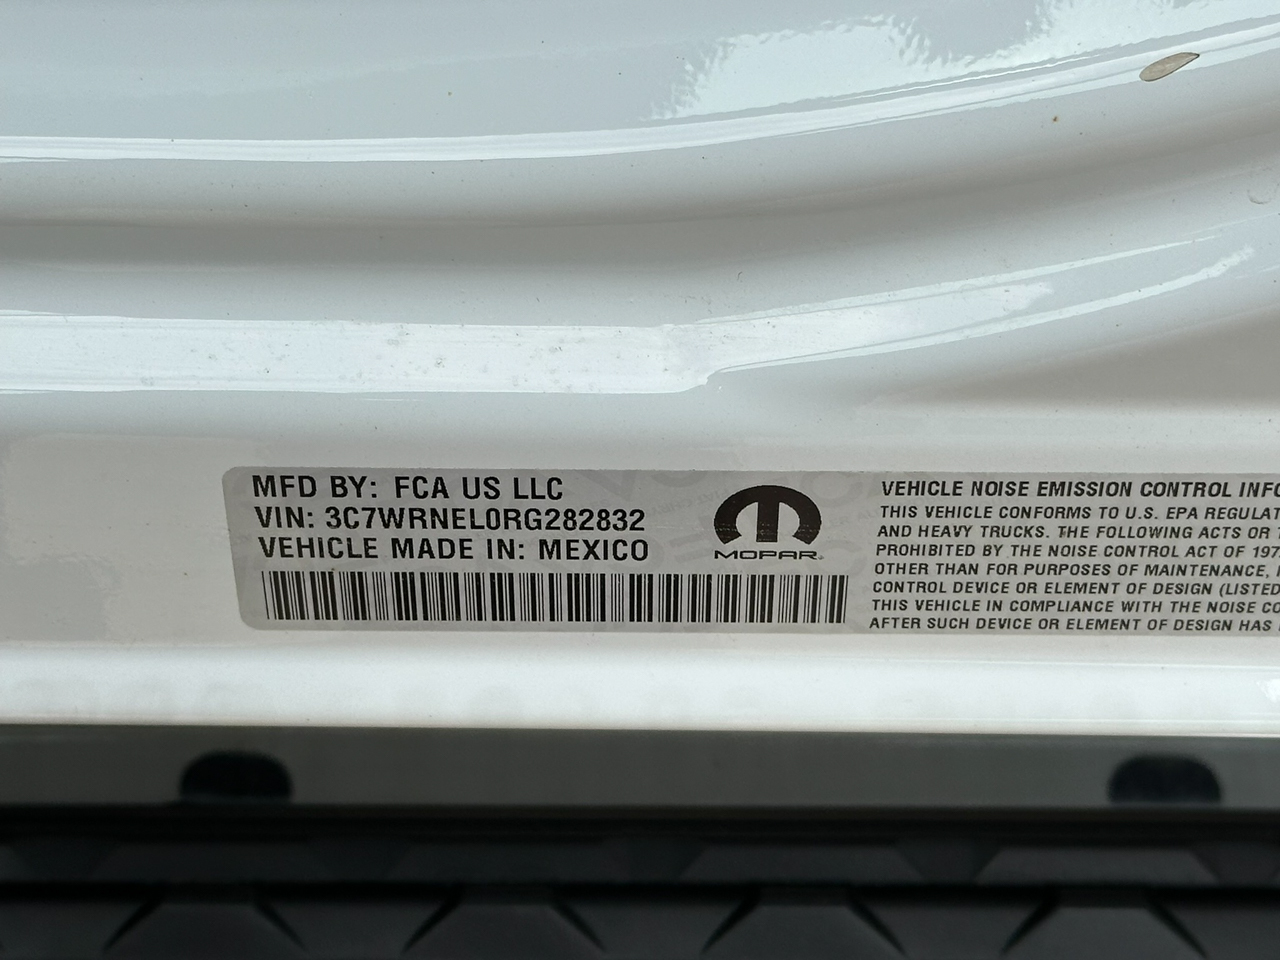 MFD BY: FCA US LLC
VIN: 3C7WRNEL0RG282832
VEHICLE MADE IN: MEXICO
MOPAR
VEHICLE NOISE EMISSION CONTROL
THIS VEHICLE CONFORMS TO U.S. EPA
AND HEAVY TRUCKS. THE FOLLOWING ACTS OR
PROHIBITED BY THE NOISE CONTROL ACT OF
OTHER THAN FOR PURPOSES OF MAINTENANCE,
CONTROL DEVICE OR ELEMENT OF DESIGN (LISTED
THIS VEHICLE IN COMPLIANCE WITH THE NOISE
AFTER SUCH DEVICE OR ELEMENT OF DESIGN HAS